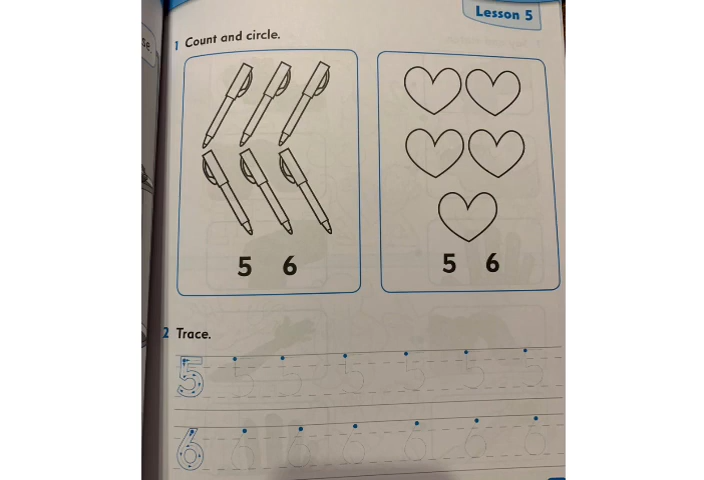 Lesson 5
1 Count and circle.
5 6
5 6
2 Trace.
5 5 5 5 5 5 5
6 6 6 6 6 6 6